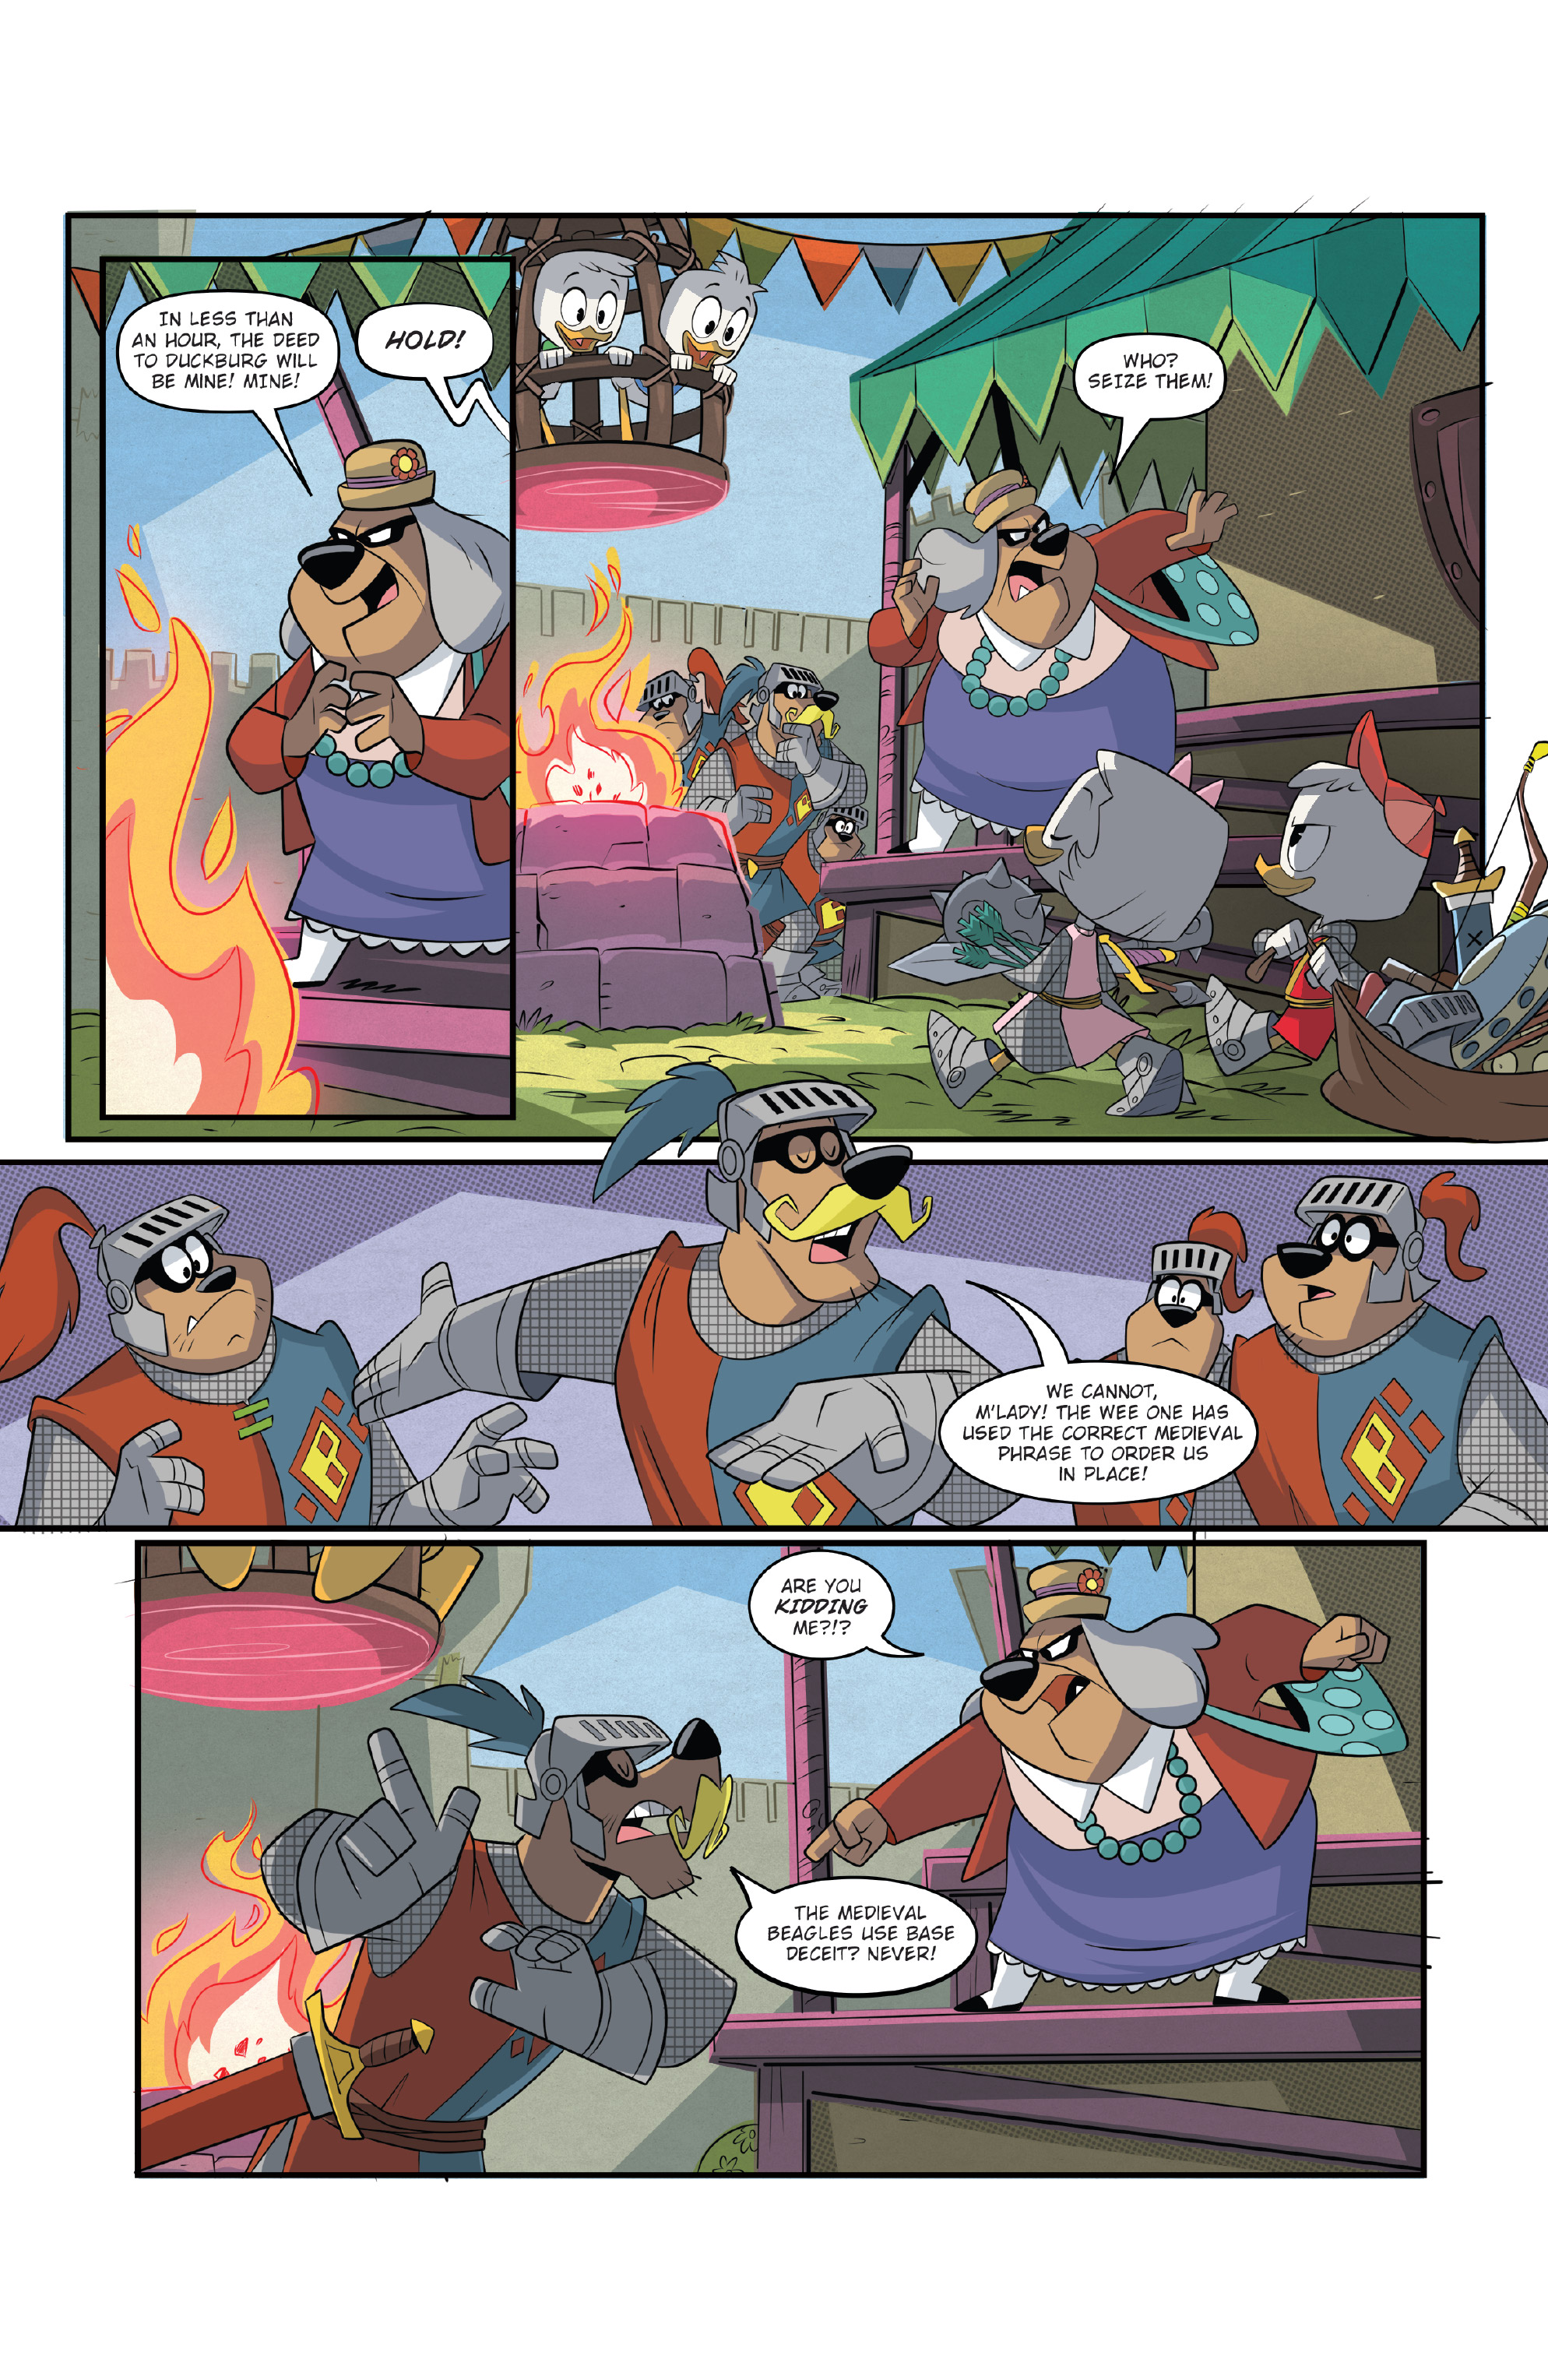 IN LESS THAN
AN HOUR, THE DEED
TO DUCKBURG WILL
BE MINE! MINE!
HOLD!
WHO?
SEIZE THEM!
WE CANNOT,
M'LADY! THE WEE ONE HAS
USED THE CORRECT MEDIEVAL
PHRASE TO ORDER US
IN PLACE!
B
B
ARE YOU
KIDDING
ME?!?
THE MEDIEVAL
BEAGLES USE BASE
DECEIT? NEVER!